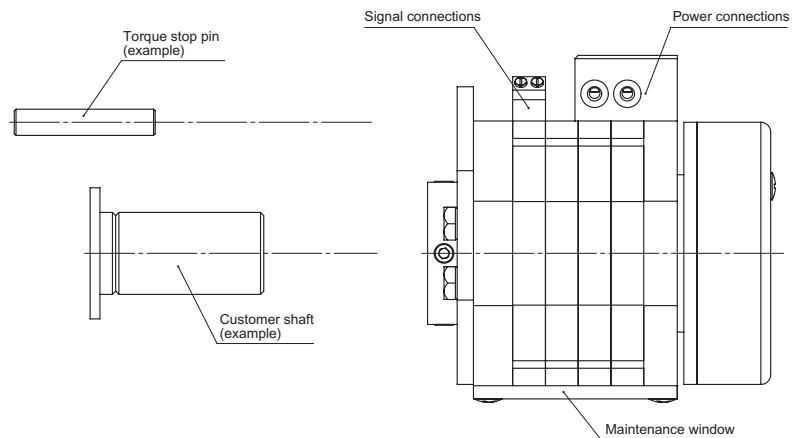 Signal connections
Power connections
Torque stop pin
(example)
Customer shaft
(example)
Maintenance window